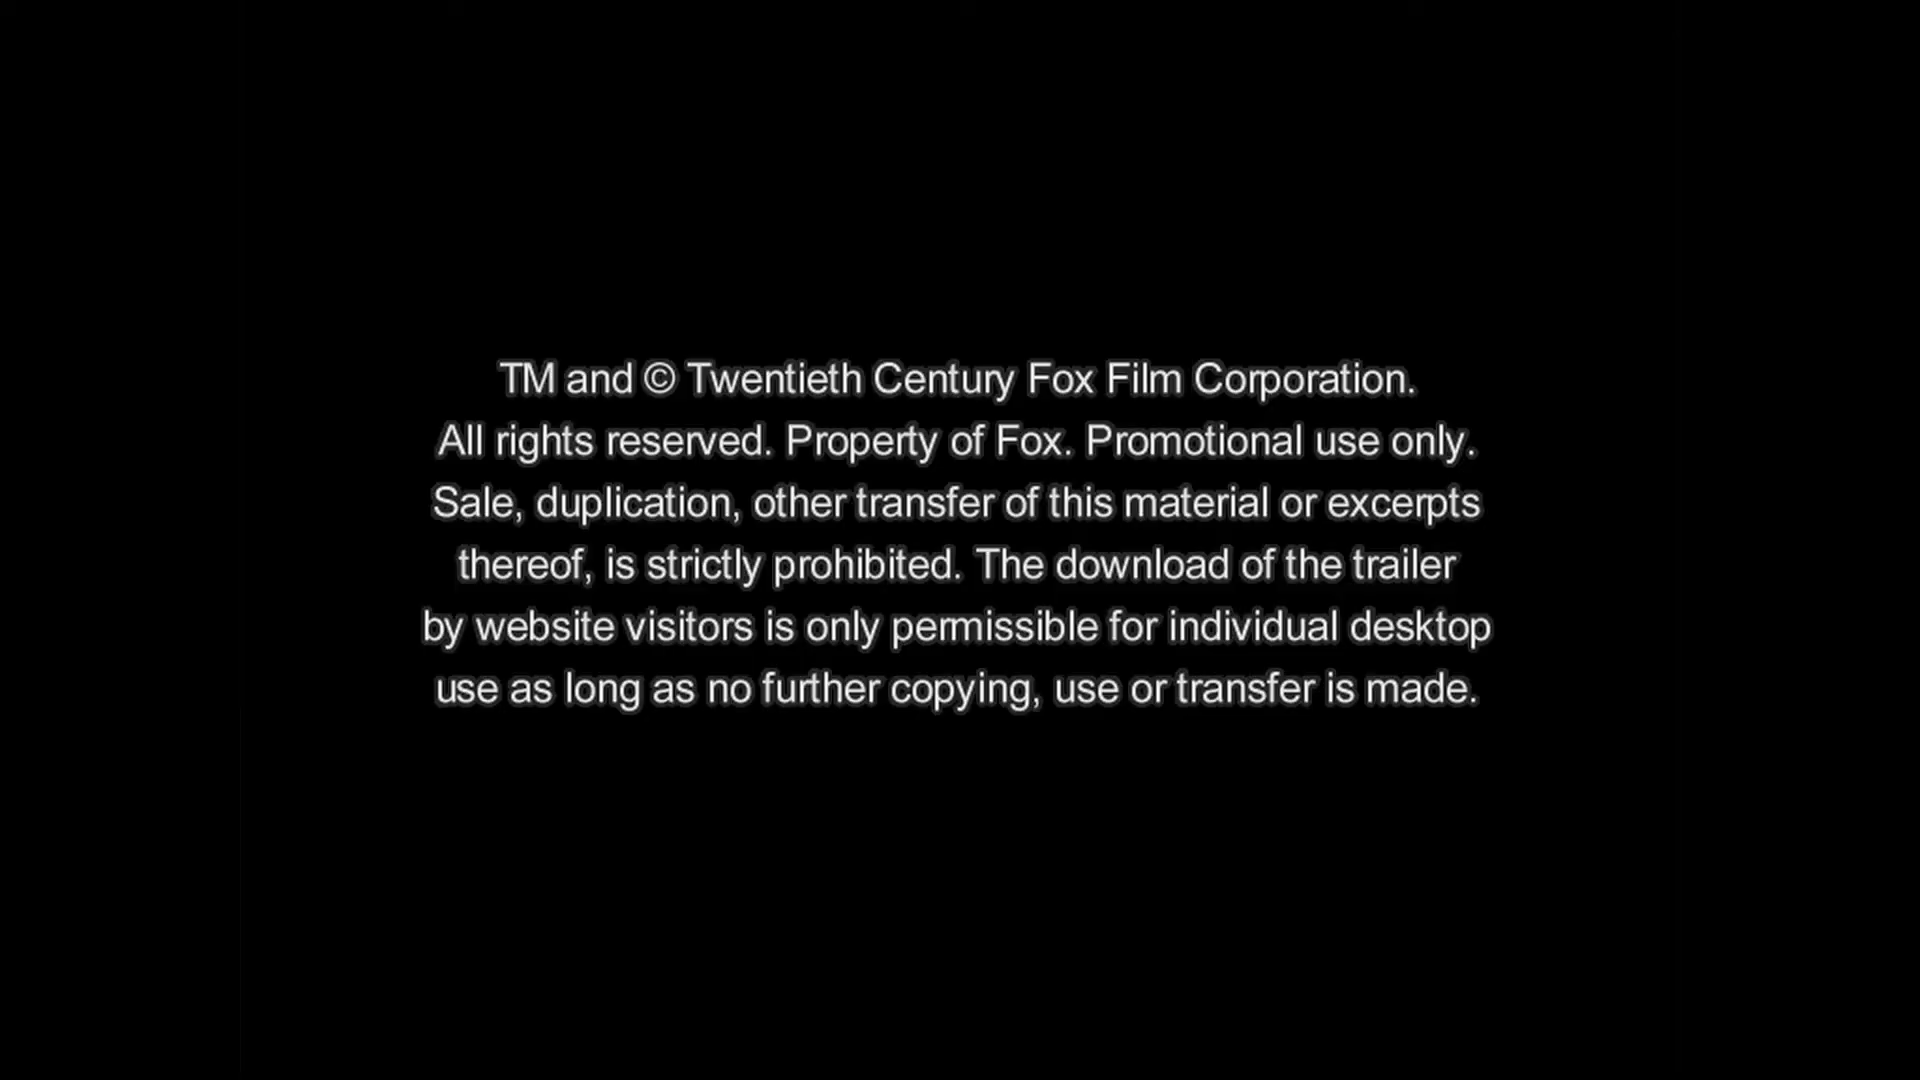 TM and © Twentieth Century Fox Film Corporation.
All rights reserved. Property of Fox. Promotional use only.
Sale, duplication, other transfer of this material or excerpts
thereof, is strictly prohibited. The download of the trailer
by website visitors is only permissible for individual desktop
use as long as no further copying, use or transfer is made.